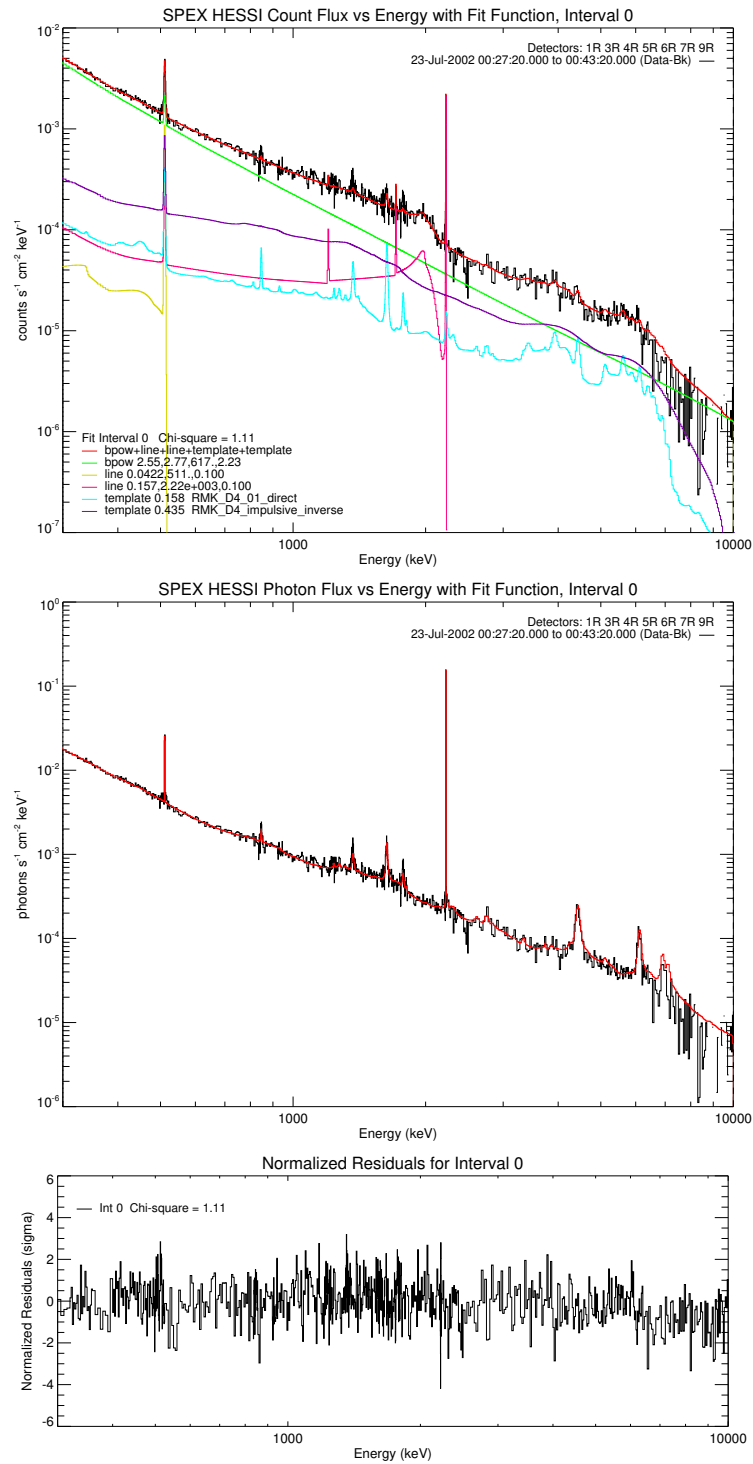 SPEX HESSI Count Flux vs Energy with Fit Function, Interval 0
Detectors: 1R 3R 4R 5R 6R 7R 9R
23-Jul-2002 00:27:20.000 to 00:43:20.000 (Data-Bk)
10⁻²
10⁻³
10⁻⁴
10⁻⁵
10⁻⁶
10⁻⁷
counts s⁻¹ cm⁻² keV⁻¹
Fit Interval 0 Chi-square = 1.11
bpow+line+line+template+template
bpow 2.55,2.77,617.,2.23
line 0.0422,511.,0.100
line 0.157,2.22e+003,0.100
template 0.158 RMK_D4_01_direct
template 0.435 RMK_D4_impulsive_inverse
1000 10000
Energy (keV)
SPEX HESSI Photon Flux vs Energy with Fit Function, Interval 0
Detectors: 1R 3R 4R 5R 6R 7R 9R
23-Jul-2002 00:27:20.000 to 00:43:20.000 (Data-Bk)
10⁰
10⁻¹
10⁻²
10⁻³
10⁻⁴
10⁻⁵
10⁻⁶
photons s⁻¹ cm⁻² keV⁻¹
1000 10000
Energy (keV)
Normalized Residuals for Interval 0
Int 0 Chi-square = 1.11
6
4
2
0
-2
-4
-6
Normalized Residuals (sigma)
1000 10000
Energy (keV)